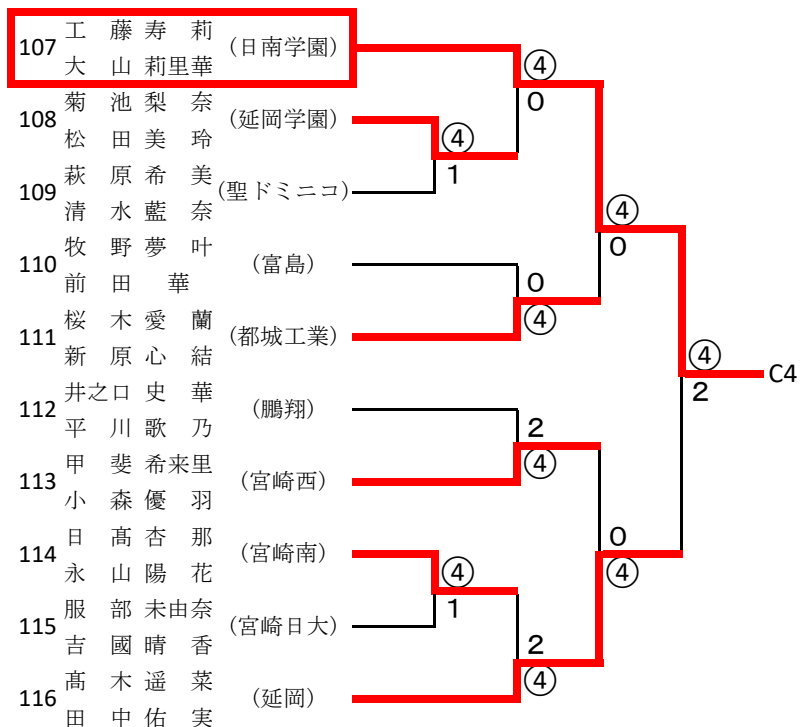 107 工藤寿莉 (日南学園)
大山莉里華
108 菊池梨奈 (延岡学園)
松田美玲
109 萩原希美 (聖ドミニコ)
清水藍奈
110 牧野夢叶 (富島)
前田華
111 桜木愛蘭 (都城工業)
新原心結
112 井之口史華 (鵬翔)
平川歌乃
113 甲斐希来里 (宮崎西)
小森優羽
114 日髙杏那 (宮崎南)
永山陽花
115 服部未由奈 (宮崎日大)
吉國晴香
116 髙木遥菜 (延岡)
田中佑実
④
1
④
1
④
0
0
④
2
④
2
④
④
0
0
④
④
2
C4